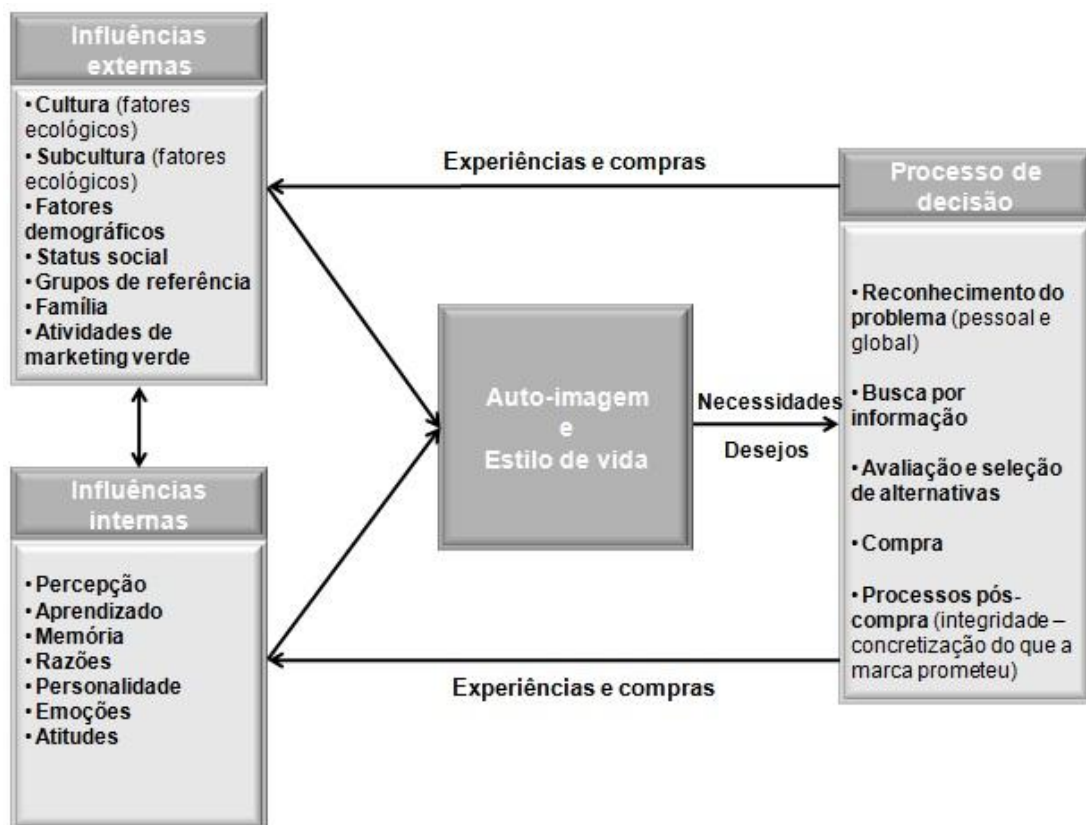 Influências
externas
• Cultura (fatores
ecológicos)
• Subcultura (fatores
ecológicos)
• Fatores
demográficos
• Status social
• Grupos de referência
• Família
• Atividades de
marketing verde
Influências
internas
• Percepção
• Aprendizado
• Memória
• Razões
• Personalidade
• Emoções
• Atitudes
Experiências e compras
Auto-imagem
e
Estilo de vida
Necessidades
Desejos
Experiências e compras
Processo de
decisão
• Reconhecimento do
problema (pessoal e
global)
• Busca por
informação
• Avaliação e seleção
de alternativas
• Compra
• Processos pós-
compra (integridade –
concretização do que a
marca prometeu)